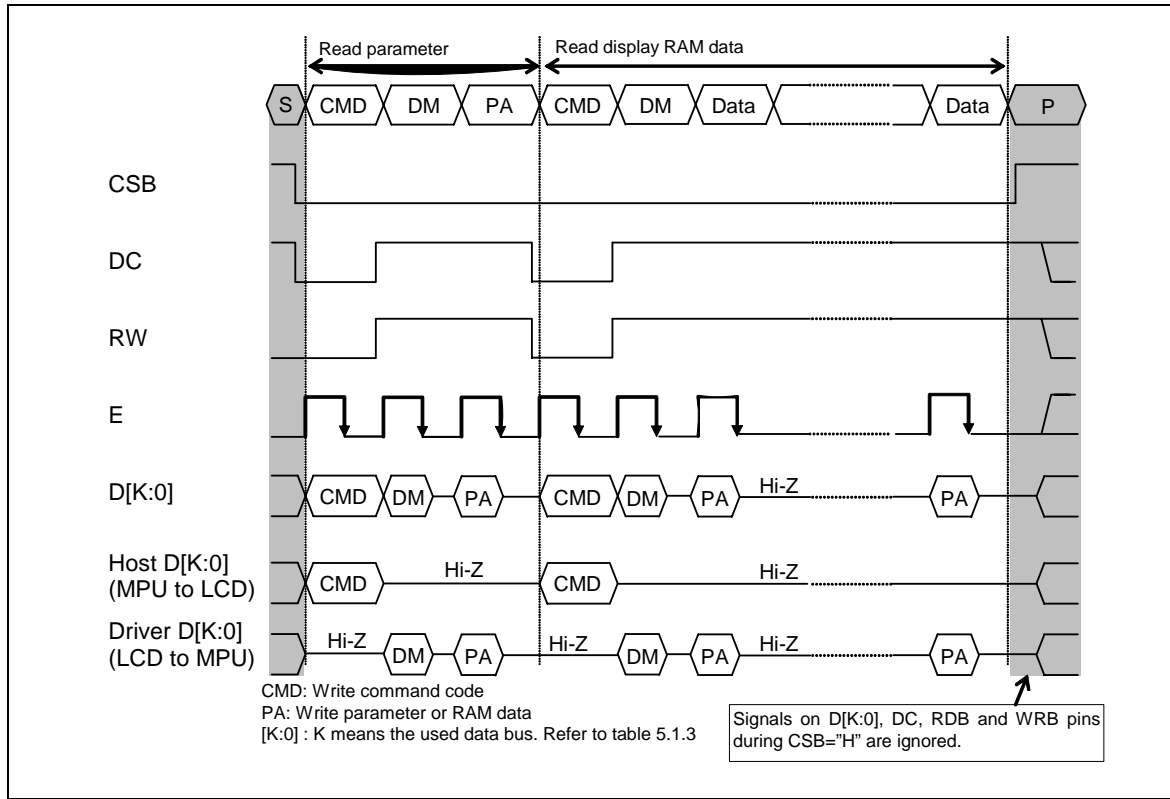 Read parameter
Read display RAM data
S CMD DM PA CMD DM Data Data P
CSB
DC
RW
E
D[K:0] CMD DM PA CMD DM PA Hi-Z PA
Host D[K:0]
(MPU to LCD)
CMD Hi-Z CMD Hi-Z
Driver D[K:0]
(LCD to MPU)
Hi-Z DM PA Hi-Z DM PA Hi-Z PA
CMD: Write command code
PA: Write parameter or RAM data
[K:0] : K means the used data bus. Refer to table 5.1.3
Signals on D[K:0], DC, RDB and WRB pins
during CSB=”H” are ignored.